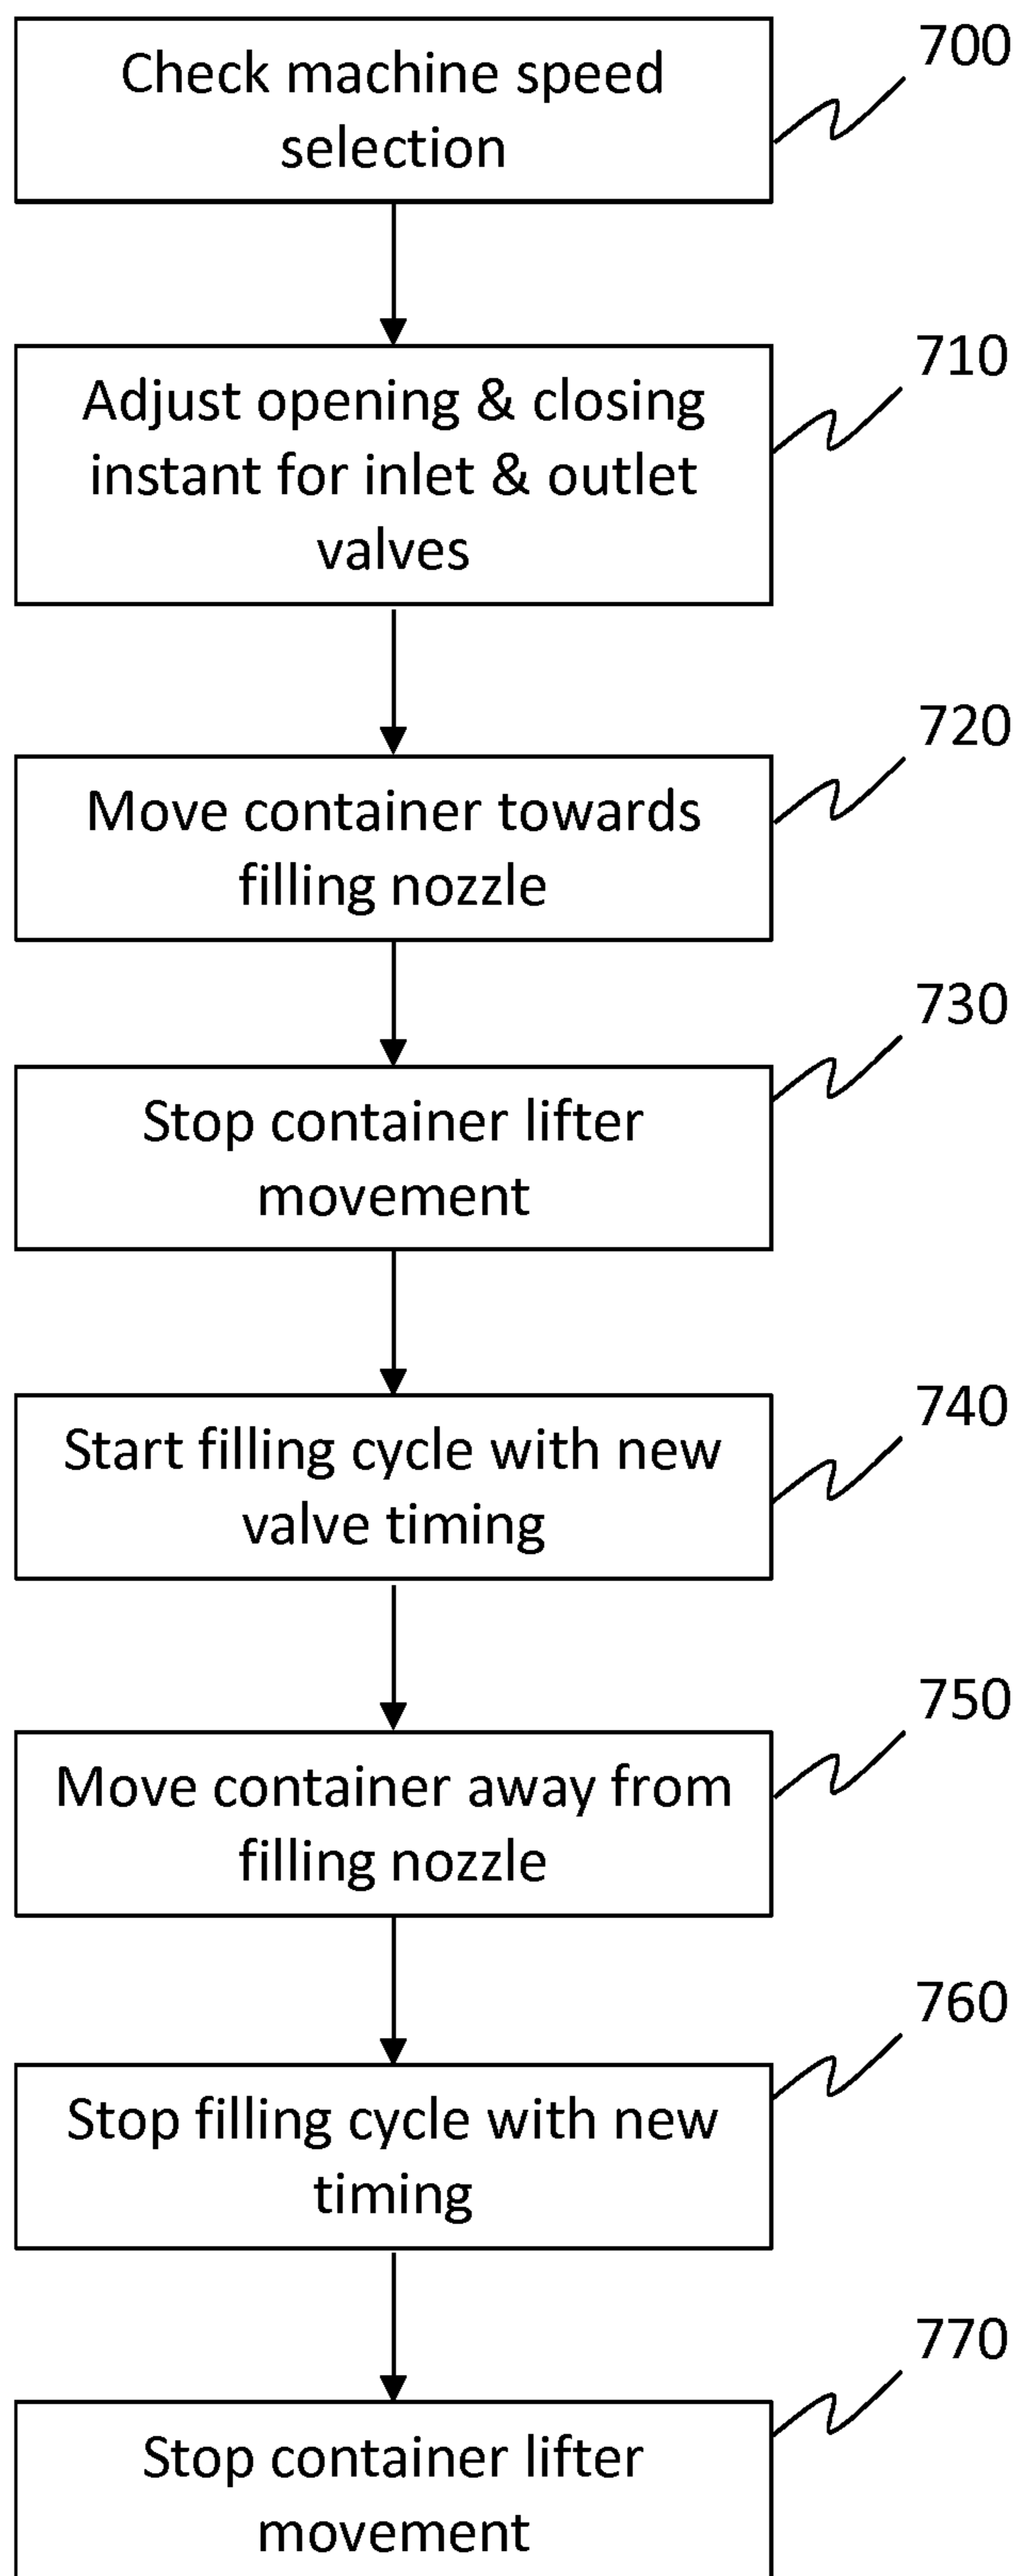 700
Check machine speed
selection
710
Adjust opening & closing
instant for inlet & outlet
valves
720
Move container towards
filling nozzle
730
Stop container lifter
movement
740
Start filling cycle with new
valve timing
750
Move container away from
filling nozzle
760
Stop filling cycle with new
timing
770
Stop container lifter
movement